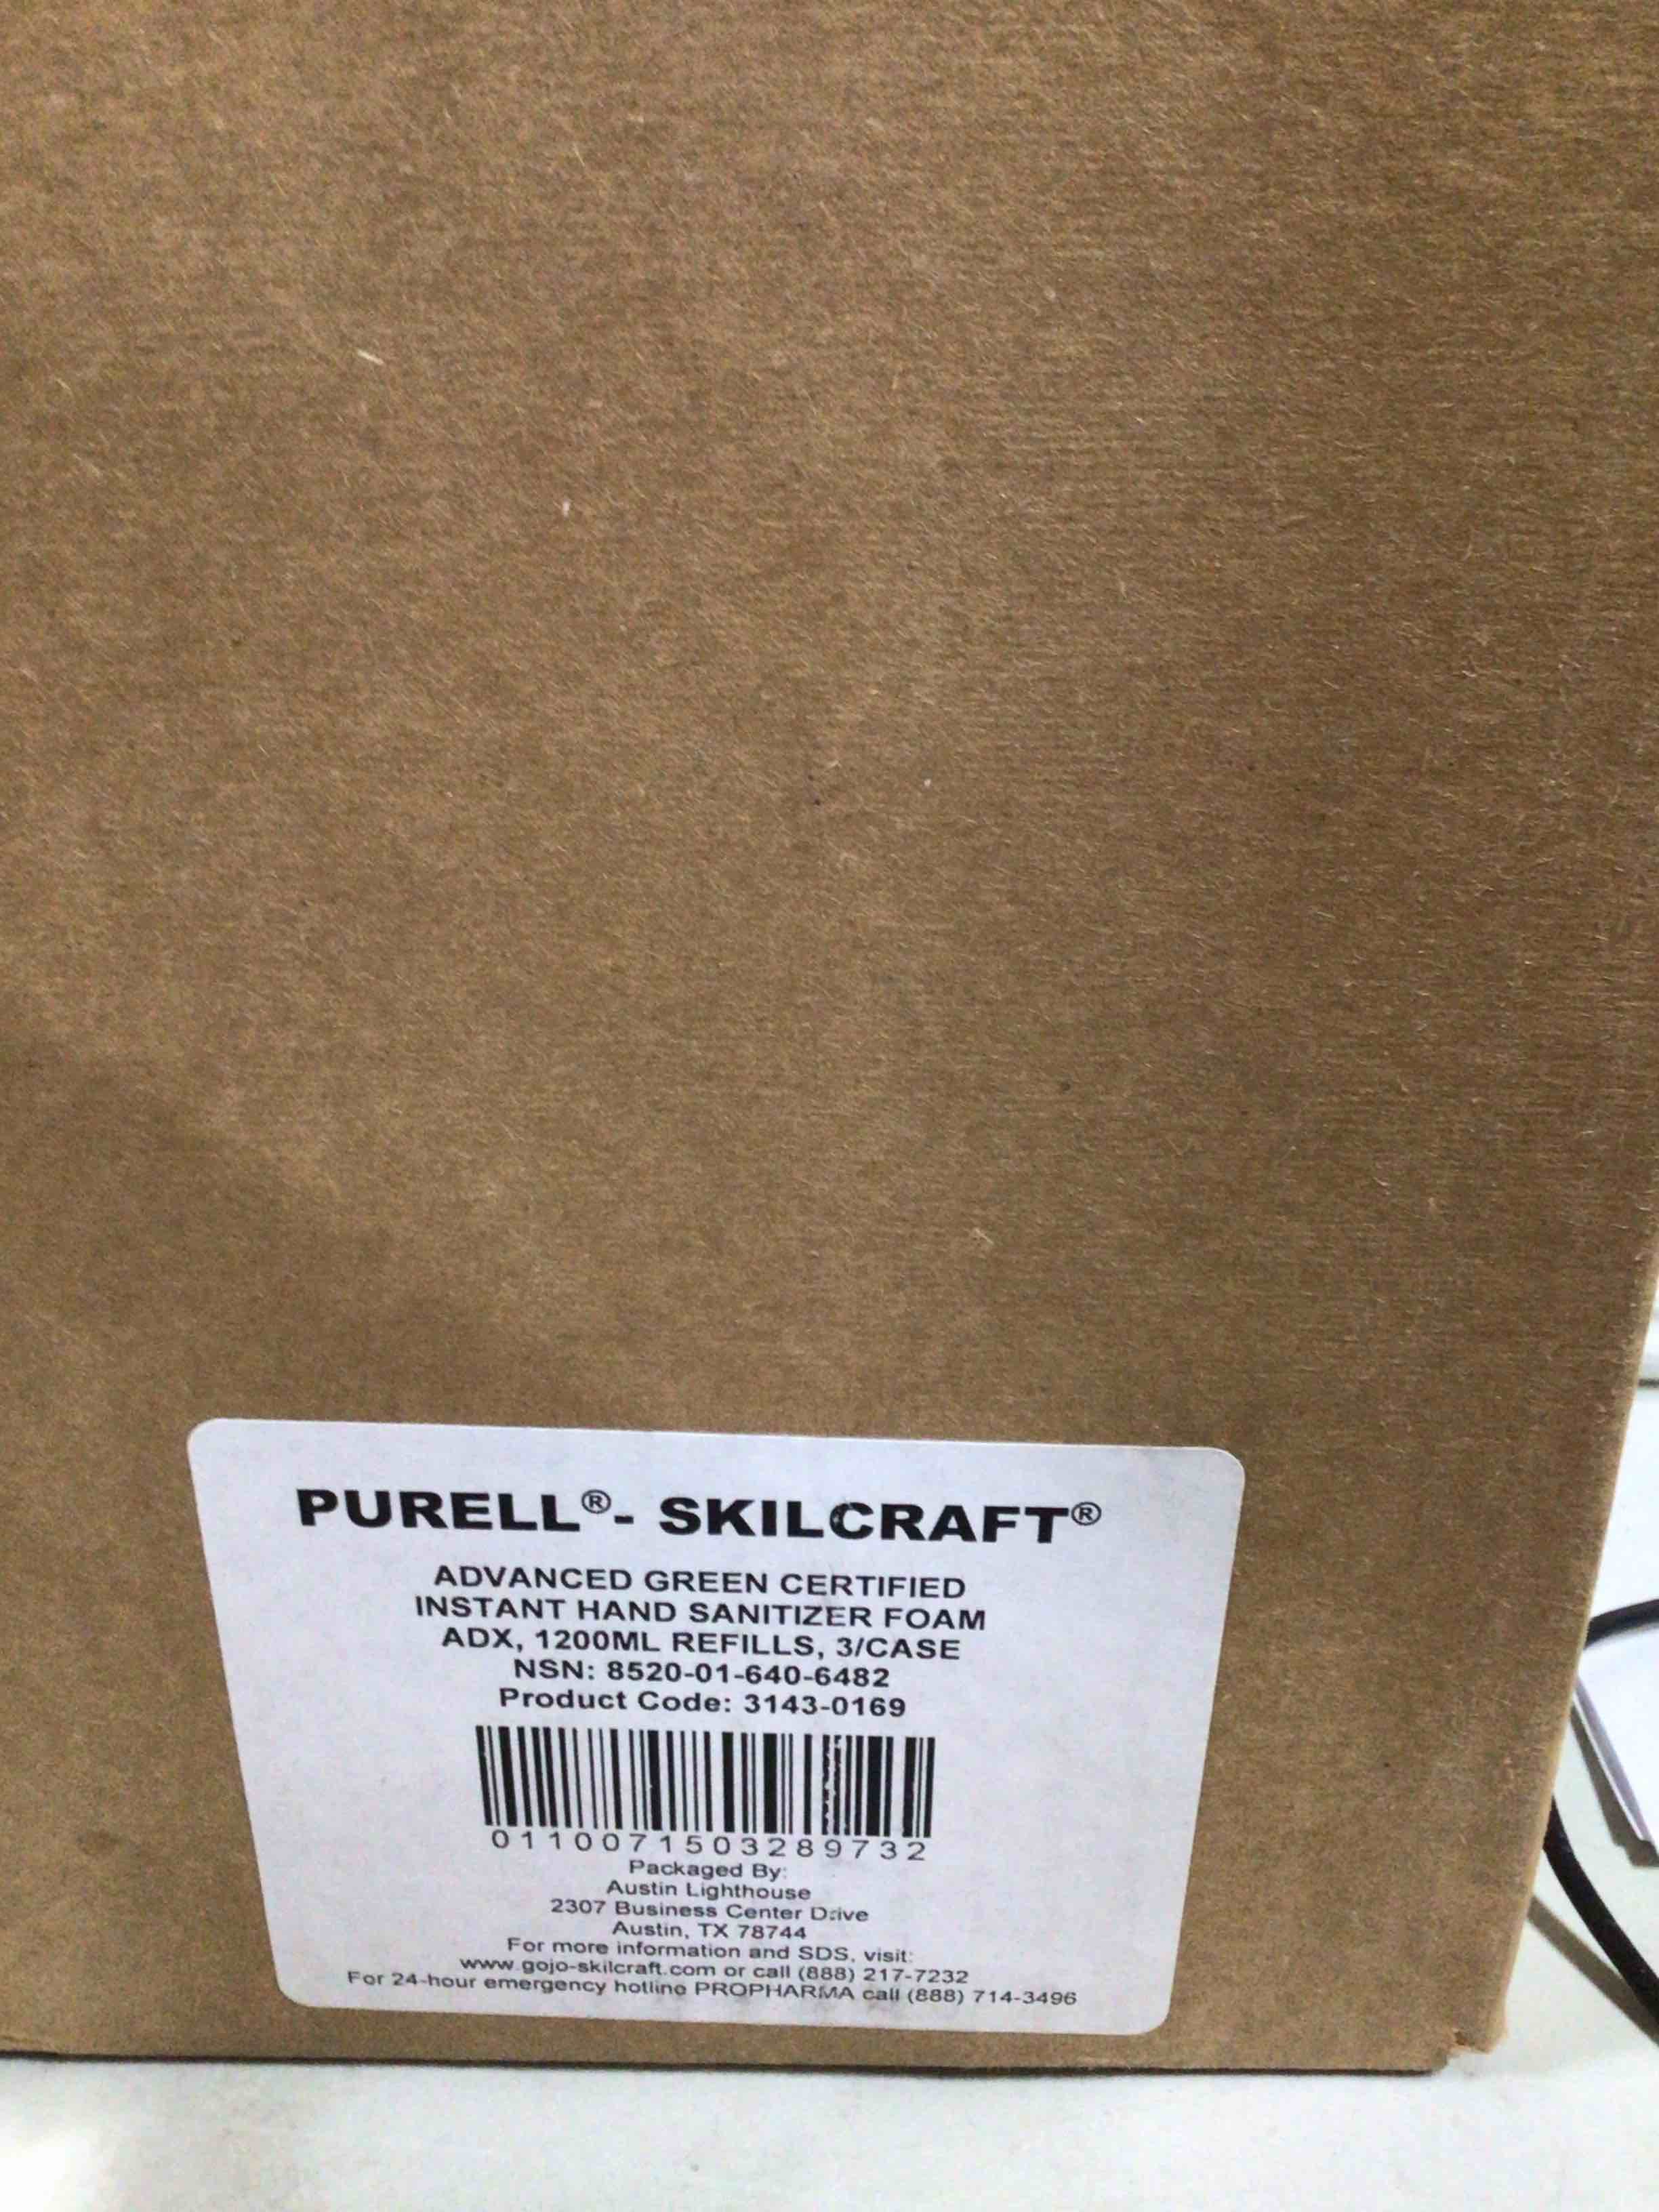 PURELL®- SKILCRAFT®
ADVANCED GREEN CERTIFIED
INSTANT HAND SANITIZER FOAM
ADX, 1200ML REFILLS, 3/CASE
NSN: 8520-01-640-6482
Product Code: 3143-0169
0110071503289732
Packaged By:
Austin Lighthouse
2307 Business Center Drive
Austin, TX 78744
For more information and SDS, visit:
www.gojo-skilcraft.com or call (888) 217-7232
For 24-hour emergency hotline PROPHARMA call (888) 714-3496